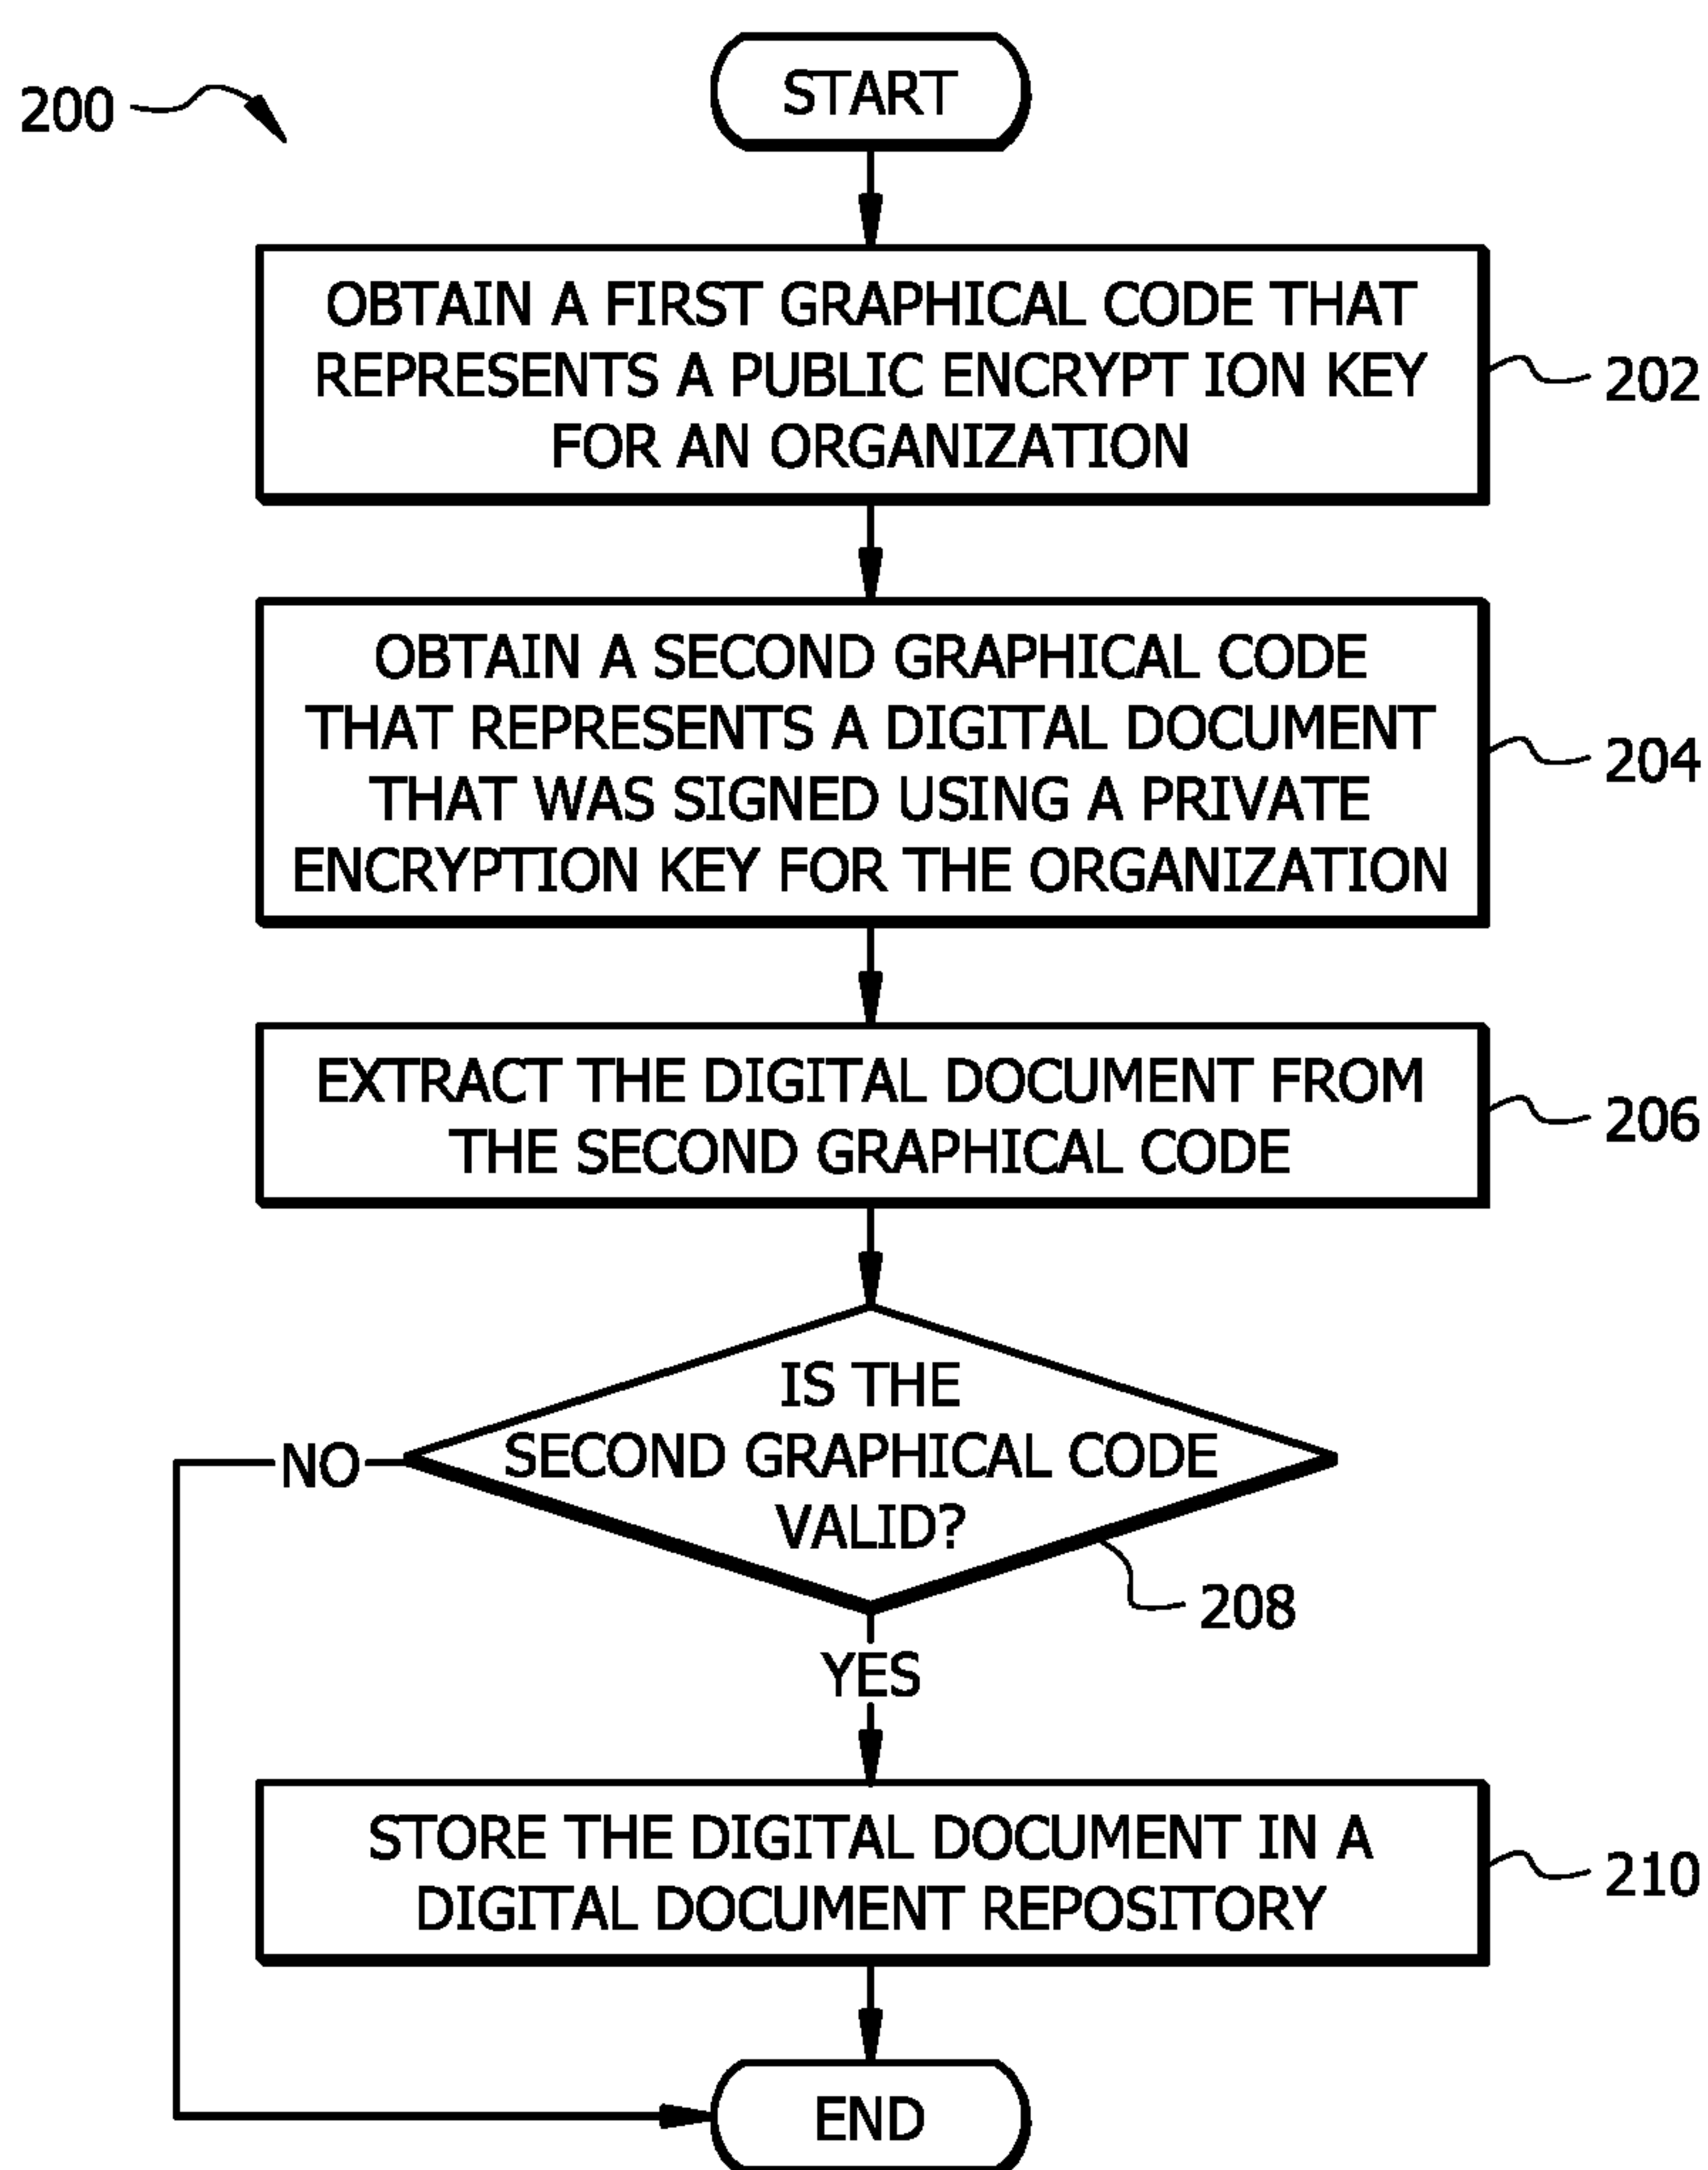 200
START
OBTAIN A FIRST GRAPHICAL CODE THAT
REPRESENTS A PUBLIC ENCRYPT ION KEY
FOR AN ORGANIZATION
202
OBTAIN A SECOND GRAPHICAL CODE
THAT REPRESENTS A DIGITAL DOCUMENT
THAT WAS SIGNED USING A PRIVATE
ENCRYPTION KEY FOR THE ORGANIZATION
204
EXTRACT THE DIGITAL DOCUMENT FROM
THE SECOND GRAPHICAL CODE
206
IS THE
SECOND GRAPHICAL CODE
VALID?
NO
208
YES
STORE THE DIGITAL DOCUMENT IN A
DIGITAL DOCUMENT REPOSITORY
210
END